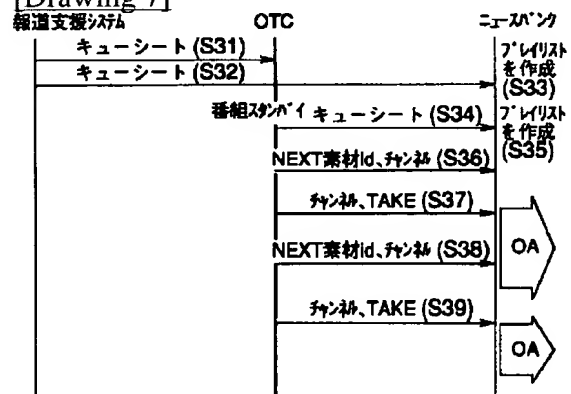 [Drawing 7]
報道支援システム OTC ニュースバンク
キューシート (S31)
キューシート (S32)
プレイリスト
を作成
(S33)
番組スタンバイ キューシート (S34)
プレイリスト
を作成
(S35)
NEXT素材id、チャンネル (S36)
チャンネル、TAKE (S37)
NEXT素材id、チャンネル (S38)
OA
チャンネル、TAKE (S39)
OA